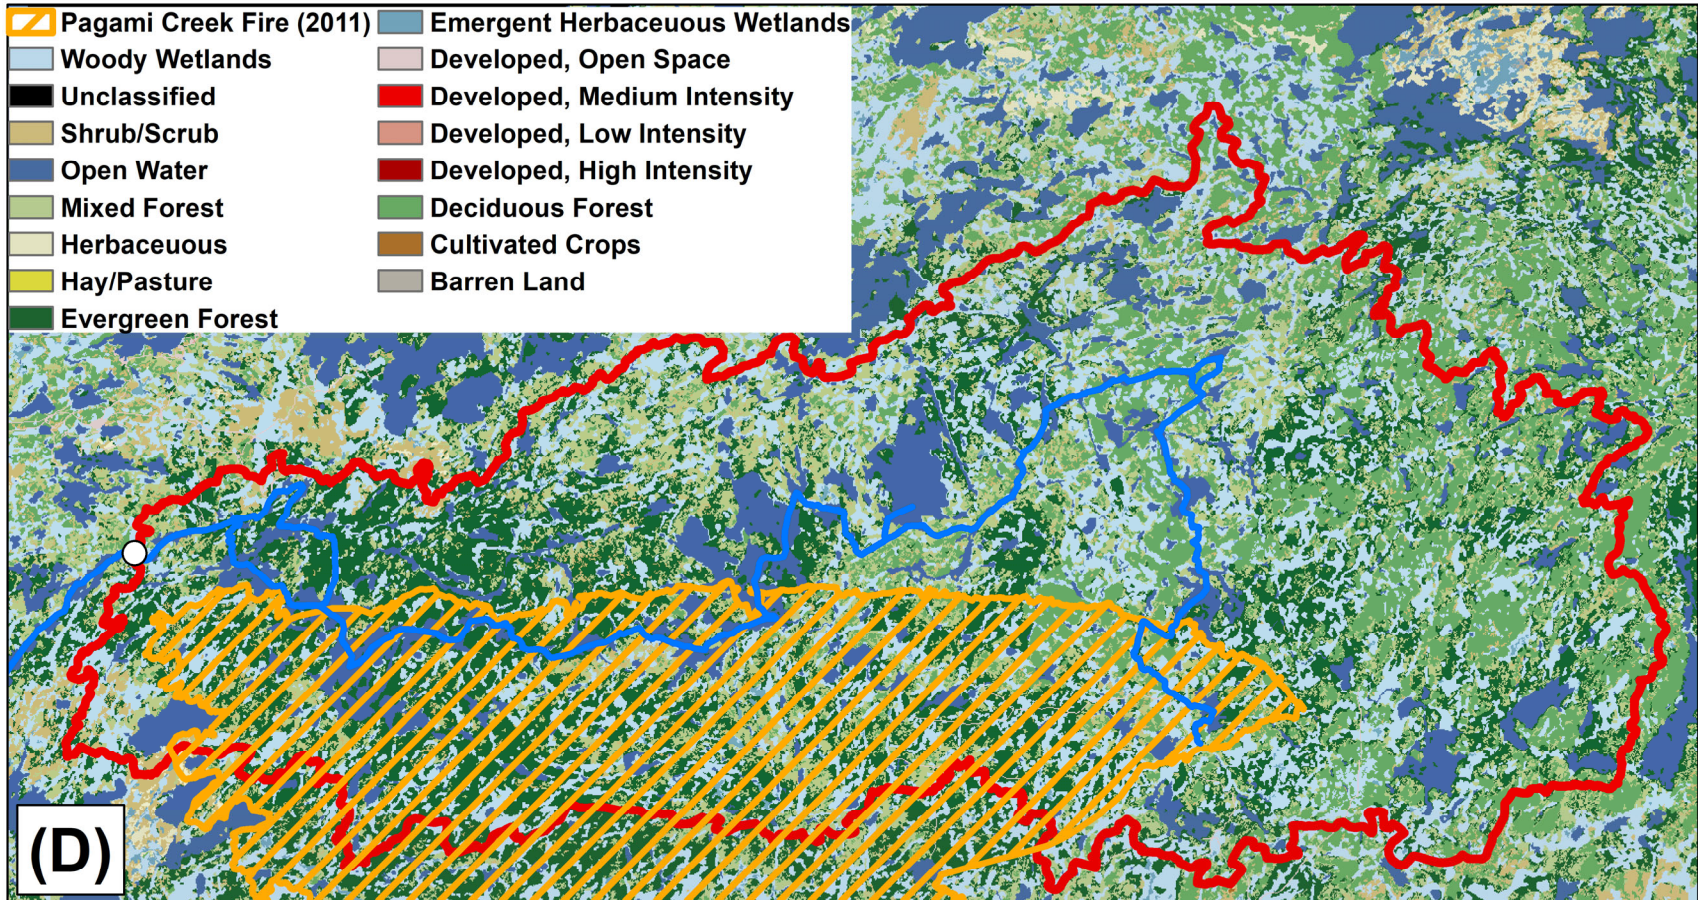 Pagami Creek Fire (2011)
Woody Wetlands
Unclassified
Shrub/Scrub
Open Water
Mixed Forest
Herbaceuous
Hay/Pasture
Evergreen Forest
Emergent Herbaceuous Wetlands
Developed, Open Space
Developed, Medium Intensity
Developed, Low Intensity
Developed, High Intensity
Deciduous Forest
Cultivated Crops
Barren Land
(D)